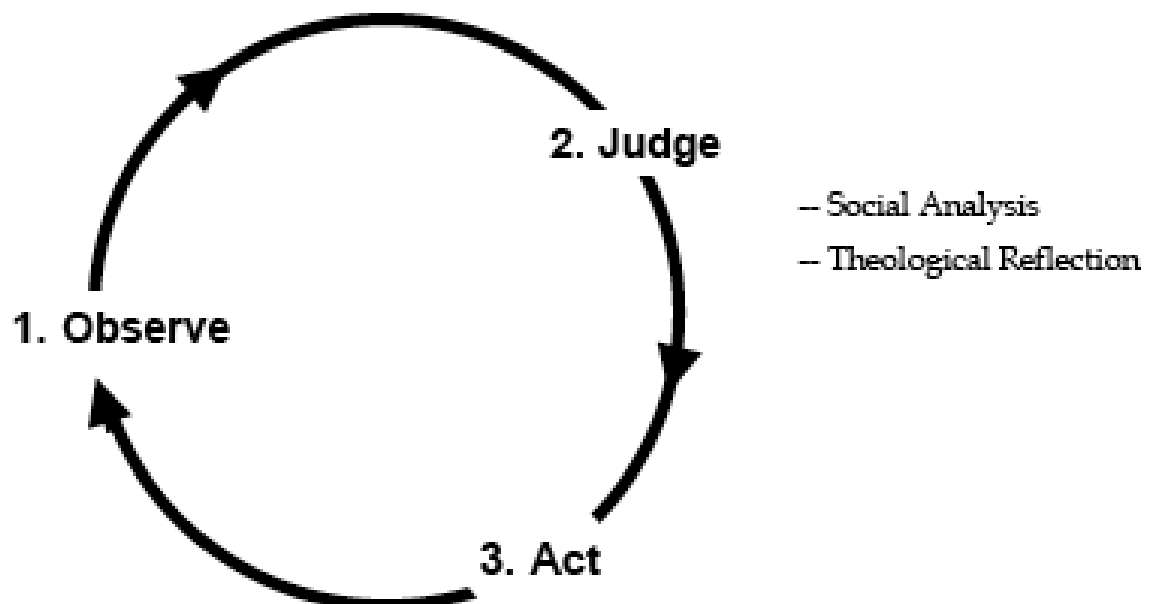 2. Judge
– Social Analysis
– Theological Reflection
1. Observe
3. Act